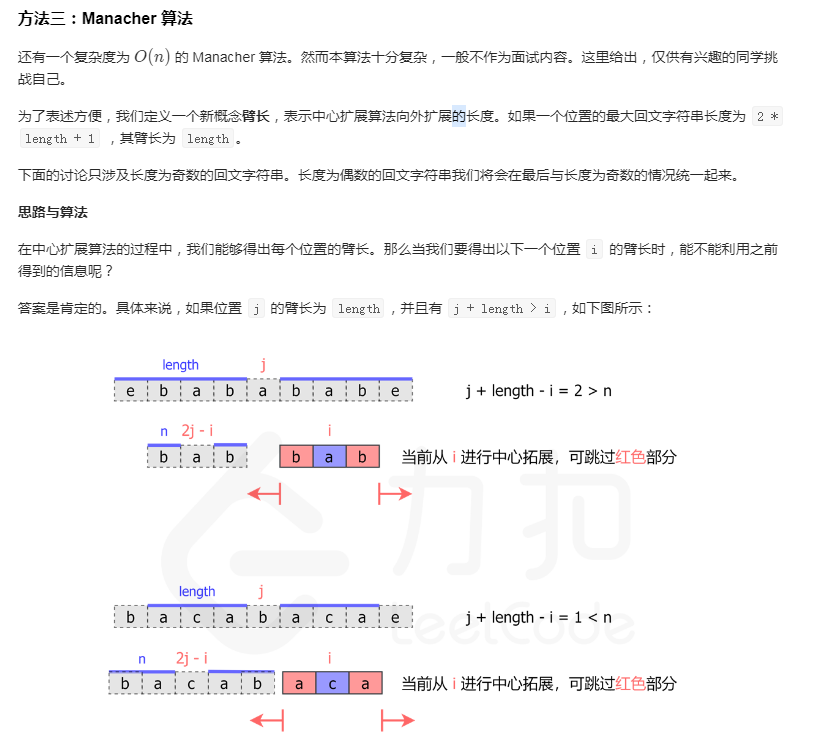 方法三：Manacher 算法
还有一个复杂度为 O(n) 的 Manacher 算法。然而本算法十分复杂，一般不作为面试内容。这里给出，仅供有兴趣的同学挑
战自己。
为了表述方便，我们定义一个新概念臂长，表示中心扩展算法向外扩展的长度。如果一个位置的最大回文字符串长度为 2 *
length + 1 ，其臂长为 length 。
下面的讨论只涉及长度为奇数的回文字符串。长度为偶数的回文字符串我们将会在最后与长度为奇数的情况统一起来。
思路与算法
在中心扩展算法的过程中，我们能够得出每个位置的臂长。那么当我们要得出以下一个位置 i 的臂长时，能不能利用之前
得到的信息呢？
答案是肯定的。具体来说，如果位置 j 的臂长为 length ，并且有 j + length > i ，如下图所示：
length j
e b a b a b a b e j + length - i = 2 > n
n 2j - i i
b a b b a b 当前从 i 进行中心拓展，可跳过红色部分
力扣
length j
b a c a b a c a e j + length - i = 1 < n
LeetCode
n 2j - i i
b a c a b a c a 当前从 i 进行中心拓展，可跳过红色部分